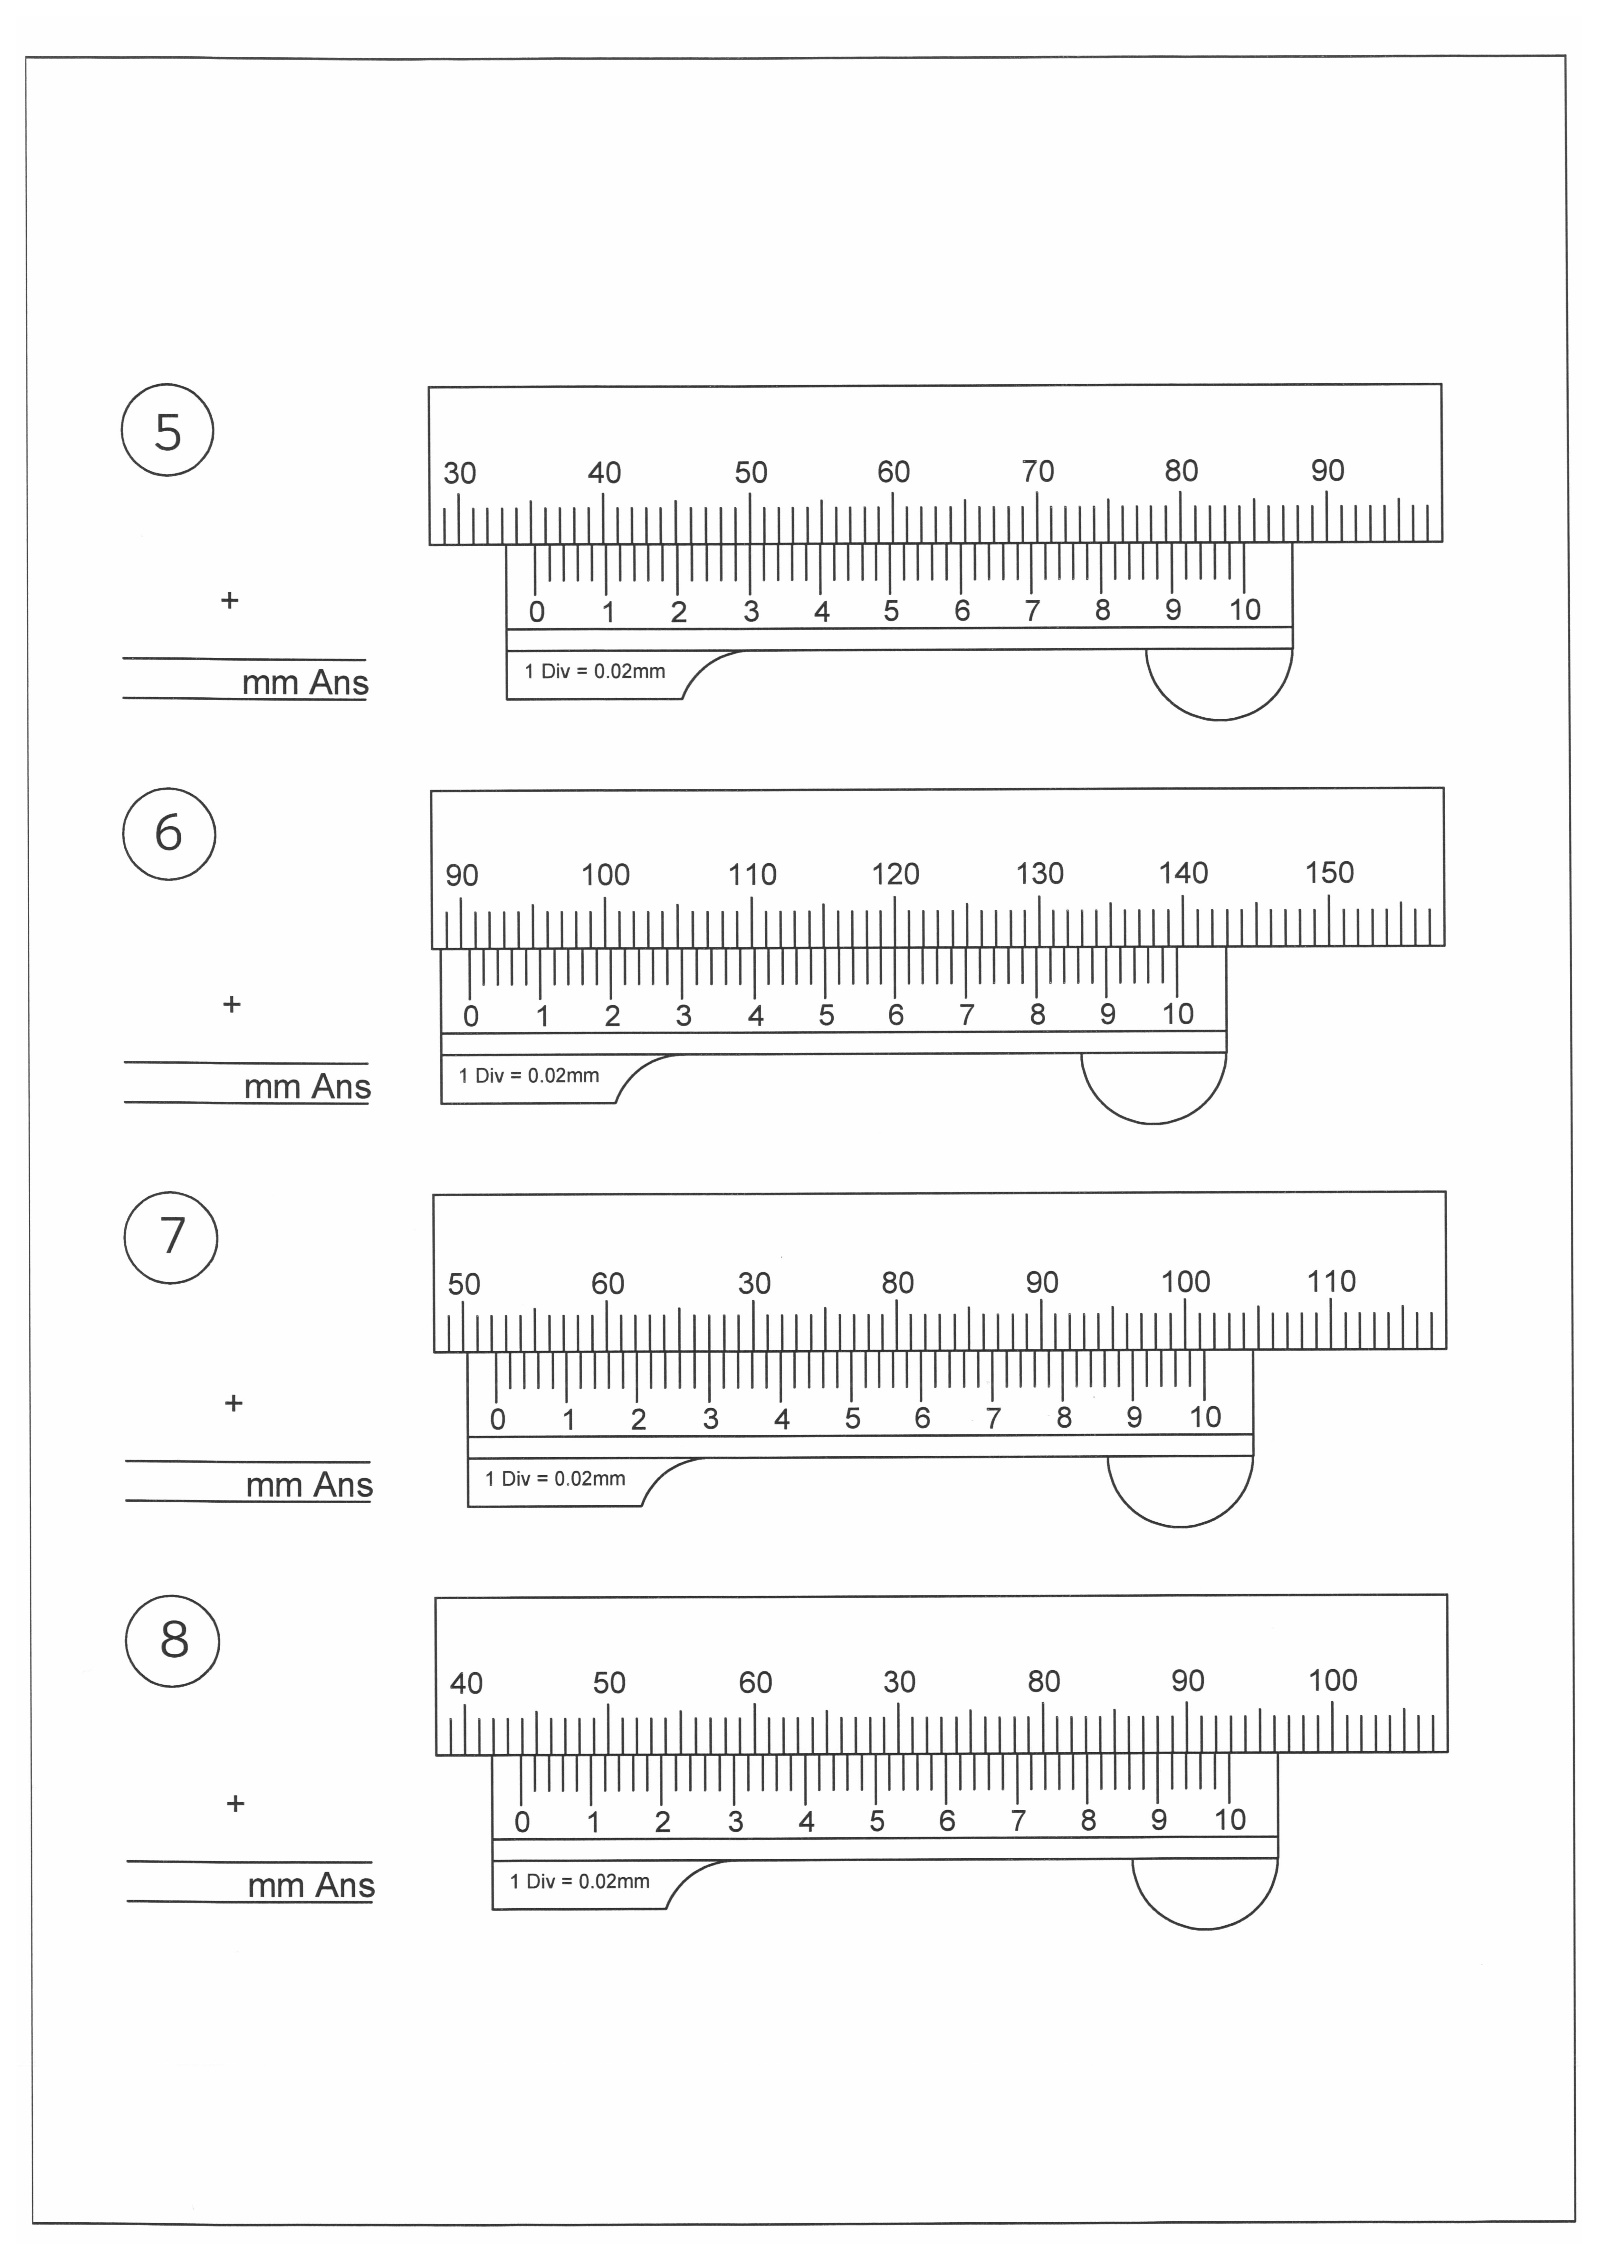 5
30 40 50 60 70 80 90
0 1 2 3 4 5 6 7 8 9 10
+
1 Div = 0.02mm
mm Ans
6
90 100 110 120 130 140 150
0 1 2 3 4 5 6 7 8 9 10
+
1 Div = 0.02mm
mm Ans
7
50 60 30 80 90 100 110
0 1 2 3 4 5 6 7 8 9 10
+
1 Div = 0.02mm
mm Ans
8
40 50 60 30 80 90 100
0 1 2 3 4 5 6 7 8 9 10
+
1 Div = 0.02mm
mm Ans